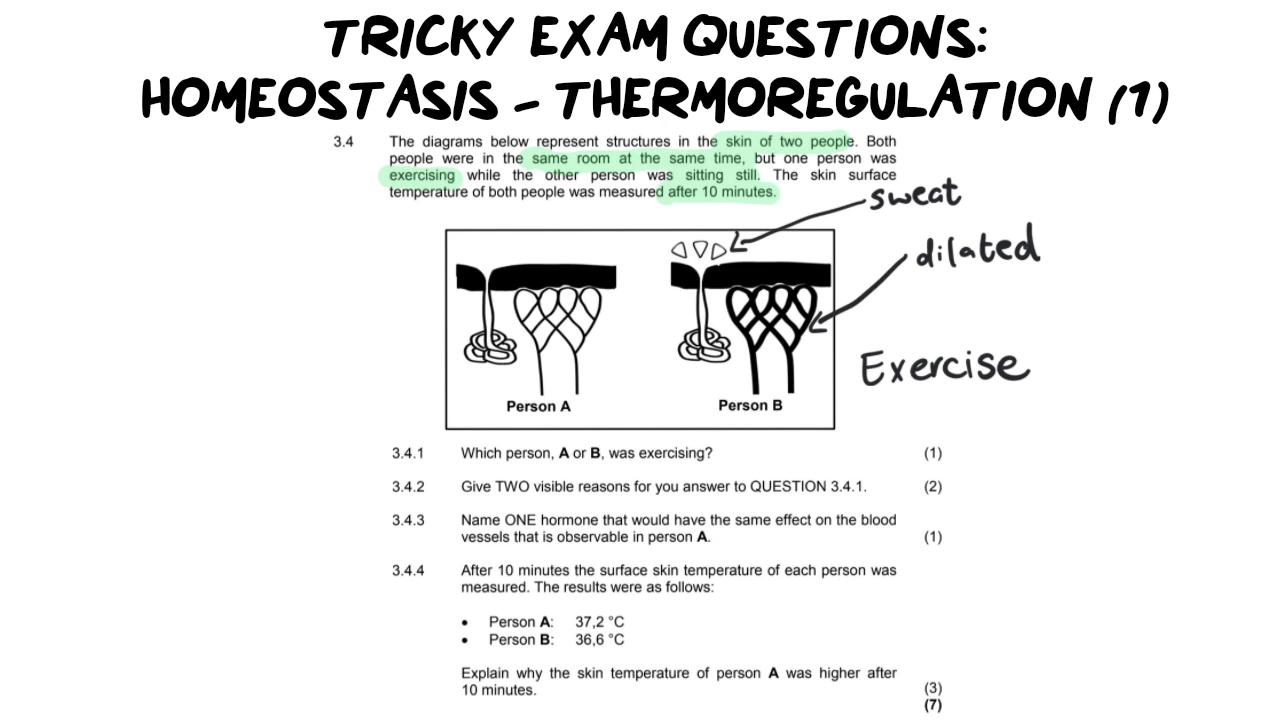 TRICKY EXAM QUESTIONS:
HOMEOSTASIS - THERMOREGULATION (1)
3.4 The diagrams below represent structures in the skin of two people. Both
people were in the same room at the same time, but one person was
exercising while the other person was sitting still. The skin surface
temperature of both people was measured after 10 minutes.
sweat
dilated
Exercise
Person A Person B
3.4.1 Which person, A or B, was exercising? (1)
3.4.2 Give TWO visible reasons for you answer to QUESTION 3.4.1. (2)
3.4.3 Name ONE hormone that would have the same effect on the blood
vessels that is observable in person A. (1)
3.4.4 After 10 minutes the surface skin temperature of each person was
measured. The results were as follows:
• Person A: 37,2 °C
• Person B: 36,6 °C
Explain why the skin temperature of person A was higher after
10 minutes. (3)
(7)